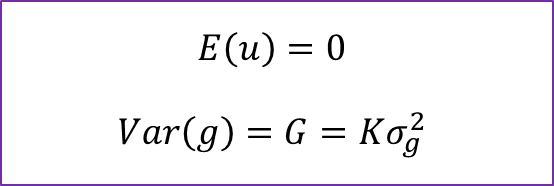 E(u) = 0
Var(g) = G = Kσ_g^2